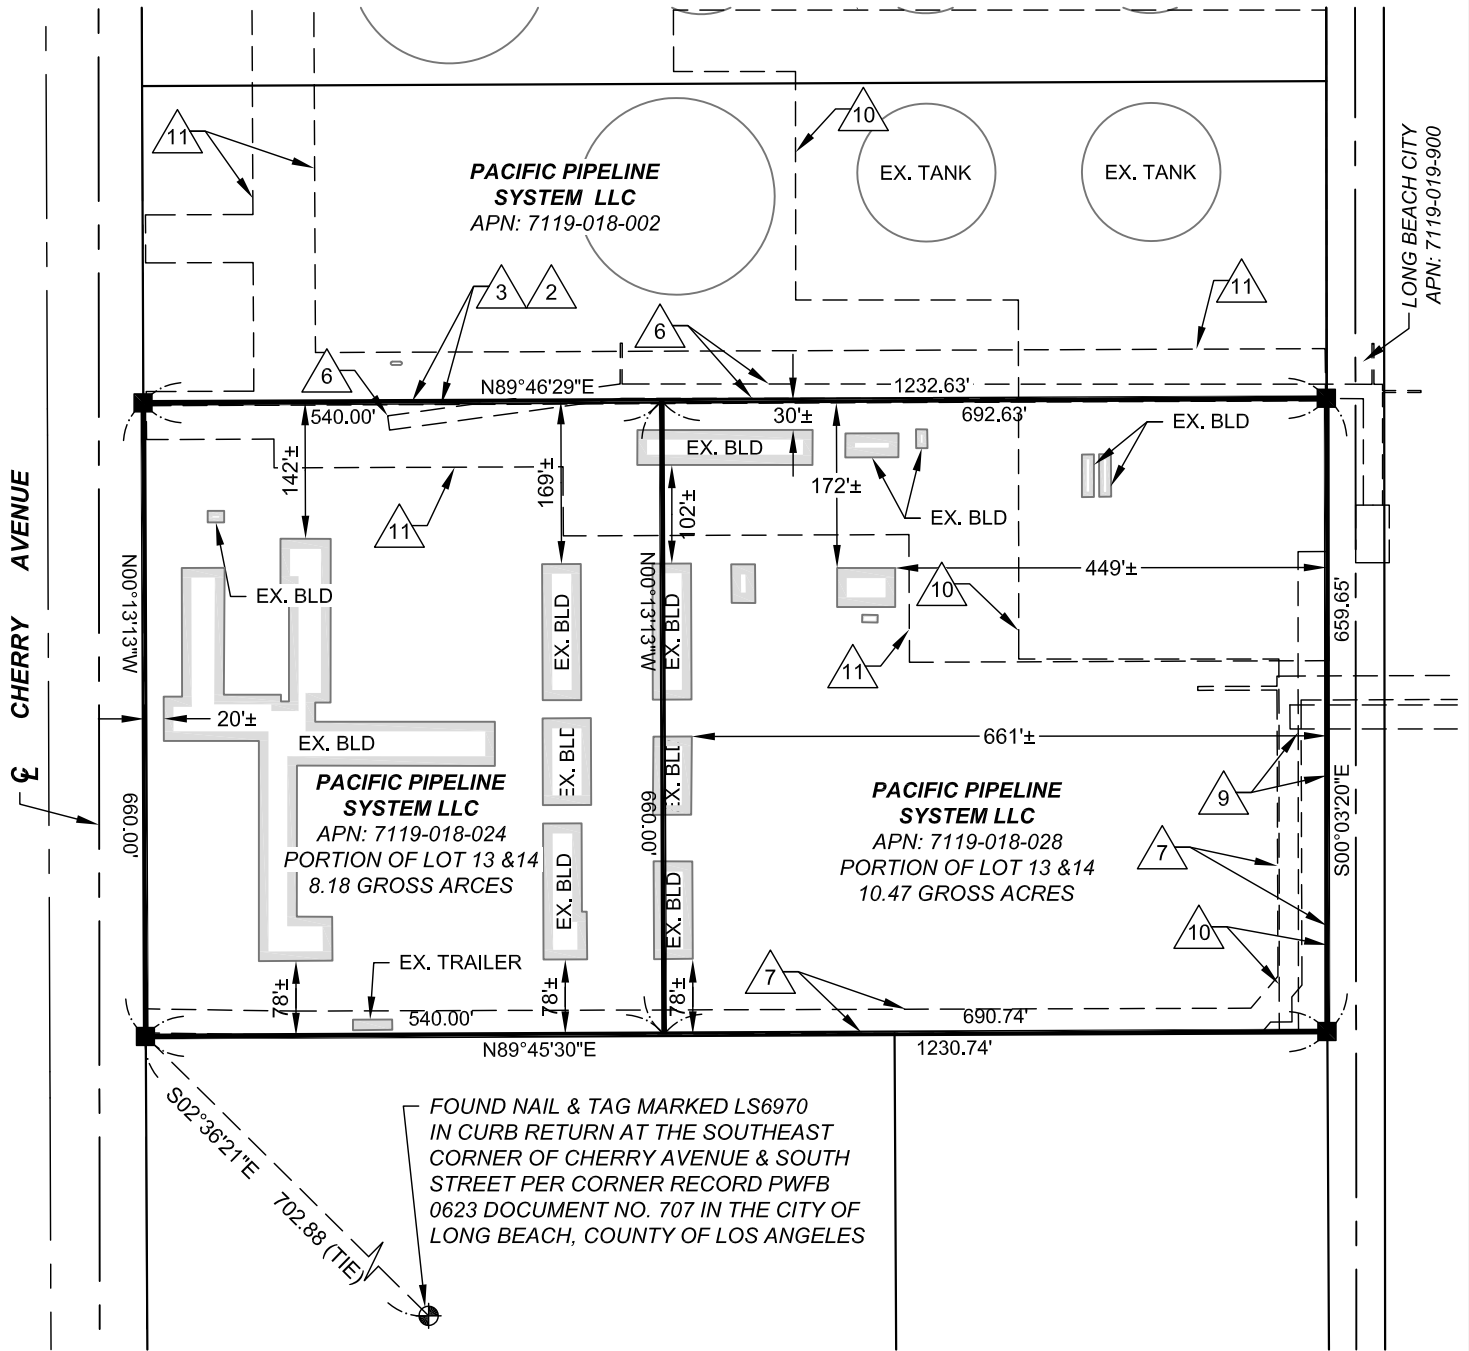 11
PACIFIC PIPELINE
SYSTEM LLC
APN: 7119-018-002
10
EX. TANK
EX. TANK
LONG BEACH CITY
APN: 7119-019-900
3
2
6
11
6
N89°46'29"E
1232.63'
540.00'
30'±
692.63'
EX. BLD
EX. BLD
142'±
169'±
102'±
172'±
11
EX. BLD
449'±
CHERRY AVENUE
℄
N00°13'13"W
EX. BLD
EX. BLD
N00°13'13"W
EX. BLD
10
659.65'
11
20'±
EX. BLD
EX. BLD
EX. BLD
661'±
9
PACIFIC PIPELINE
SYSTEM LLC
APN: 7119-018-024
PORTION OF LOT 13 &14
8.18 GROSS ARCES
660.00'
660.00'
PACIFIC PIPELINE
SYSTEM LLC
APN: 7119-018-028
PORTION OF LOT 13 &14
10.47 GROSS ACRES
S00°03'20"E
7
EX. BLD
EX. BLD
10
EX. TRAILER
78'±
78'±
78'±
7
540.00'
690.74'
N89°45'30"E
1230.74'
S02°36'21"E 702.88 (TIE)
FOUND NAIL & TAG MARKED LS6970
IN CURB RETURN AT THE SOUTHEAST
CORNER OF CHERRY AVENUE & SOUTH
STREET PER CORNER RECORD PWFB
0623 DOCUMENT NO. 707 IN THE CITY OF
LONG BEACH, COUNTY OF LOS ANGELES